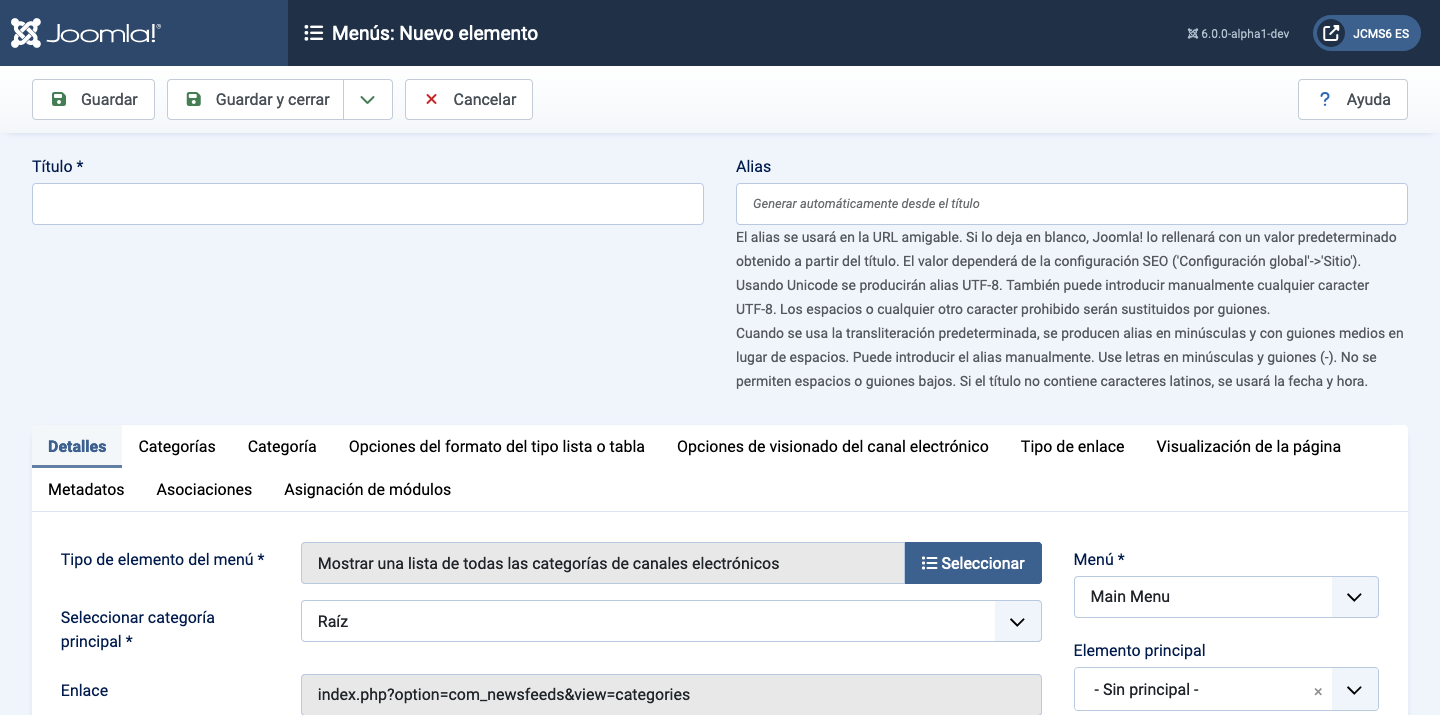 Joomla!®
Menús: Nuevo elemento
6.0.0-alpha1-dev
JCMS6 ES
Guardar
Guardar y cerrar
Cancelar
? Ayuda
Título *
Alias
Generar automáticamente desde el título
El alias se usará en la URL amigable. Si lo deja en blanco, Joomla! lo rellenará con un valor predeterminado
obtenido a partir del título. El valor dependerá de la configuración SEO ('Configuración global'->'Sitio').
Usando Unicode se producirán alias UTF-8. También puede introducir manualmente cualquier caracter
UTF-8. Los espacios o cualquier otro caracter prohibido serán sustituidos por guiones.
Cuando se usa la transliteración predeterminada, se producen alias en minúsculas y con guiones medios en
lugar de espacios. Puede introducir el alias manualmente. Use letras en minúsculas y guiones (-). No se
permiten espacios o guiones bajos. Si el título no contiene caracteres latinos, se usará la fecha y hora.
Detalles Categorías Categoría Opciones del formato del tipo lista o tabla Opciones de visionado del canal electrónico Tipo de enlace Visualización de la página
Metadatos Asociaciones Asignación de módulos
Tipo de elemento del menú *
Mostrar una lista de todas las categorías de canales electrónicos
Seleccionar
Seleccionar categoría
principal *
Raíz
Enlace
index.php?option=com_newsfeeds&view=categories
Menú *
Main Menu
Elemento principal
- Sin principal - ×